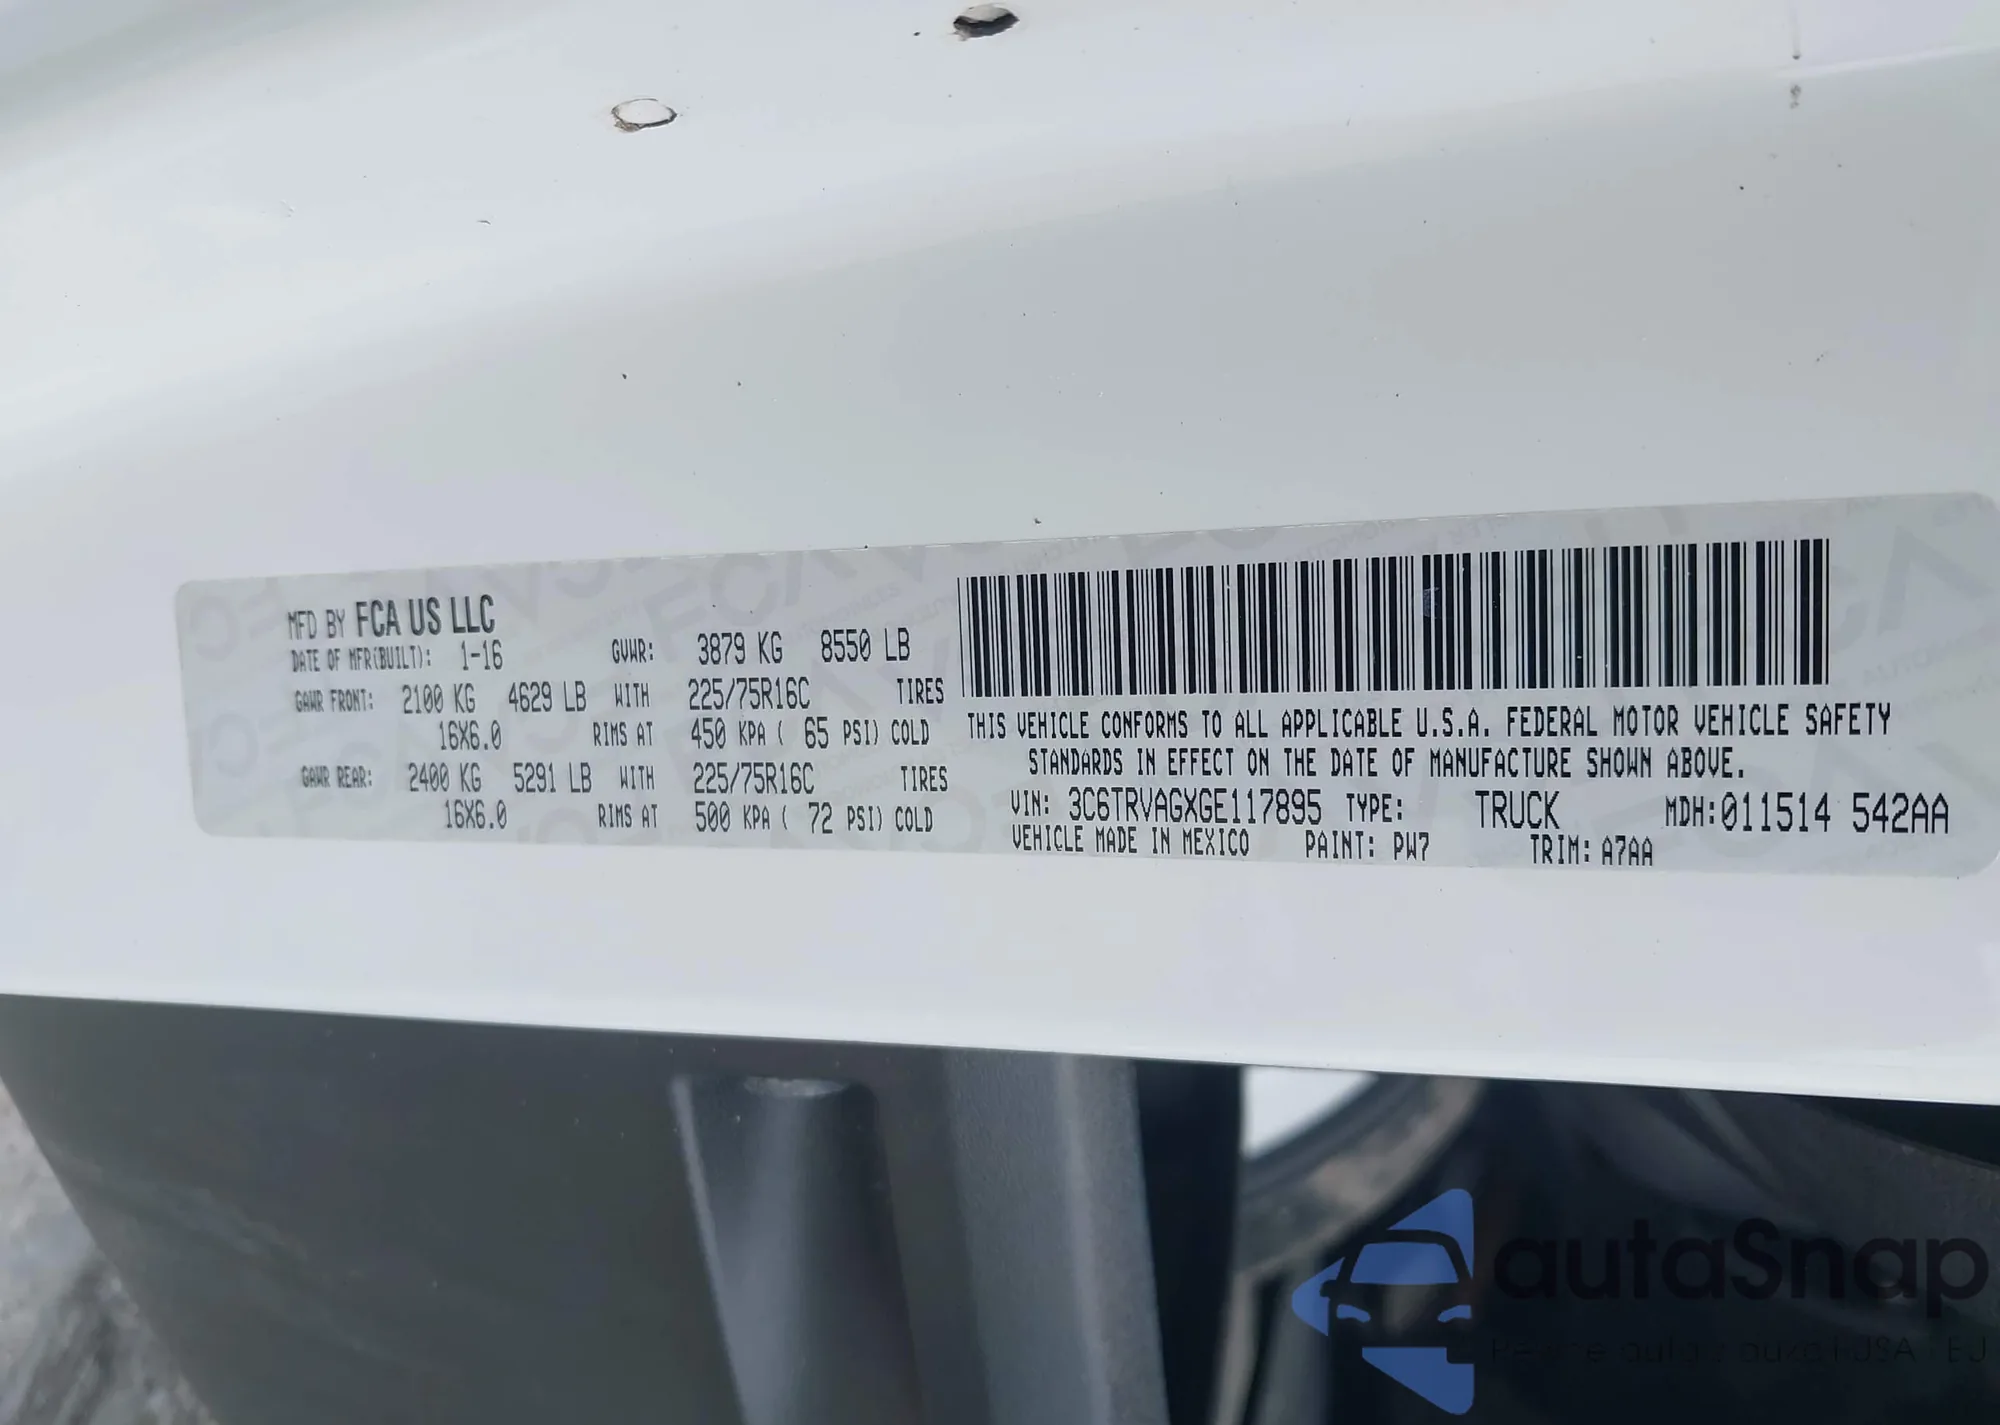 MFD BY FCA US LLC
DATE OF MFR(BUILT): 1-16 GVWR: 3879 KG 8550 LB
GAWR FRONT: 2100 KG 4629 LB WITH 225/75R16C TIRES
16X6.0 RIMS AT 450 KPA ( 65 PSI) COLD
GAWR REAR: 2400 KG 5291 LB WITH 225/75R16C TIRES
16X6.0 RIMS AT 500 KPA ( 72 PSI) COLD
THIS VEHICLE CONFORMS TO ALL APPLICABLE U.S.A. FEDERAL MOTOR VEHICLE SAFETY
STANDARDS IN EFFECT ON THE DATE OF MANUFACTURE SHOWN ABOVE.
VIN: 3C6TRVAGXGE117895 TYPE: TRUCK MDH:011514 542AA
VEHICLE MADE IN MEXICO PAINT: PW7 TRIM: A7AA
autaSnap